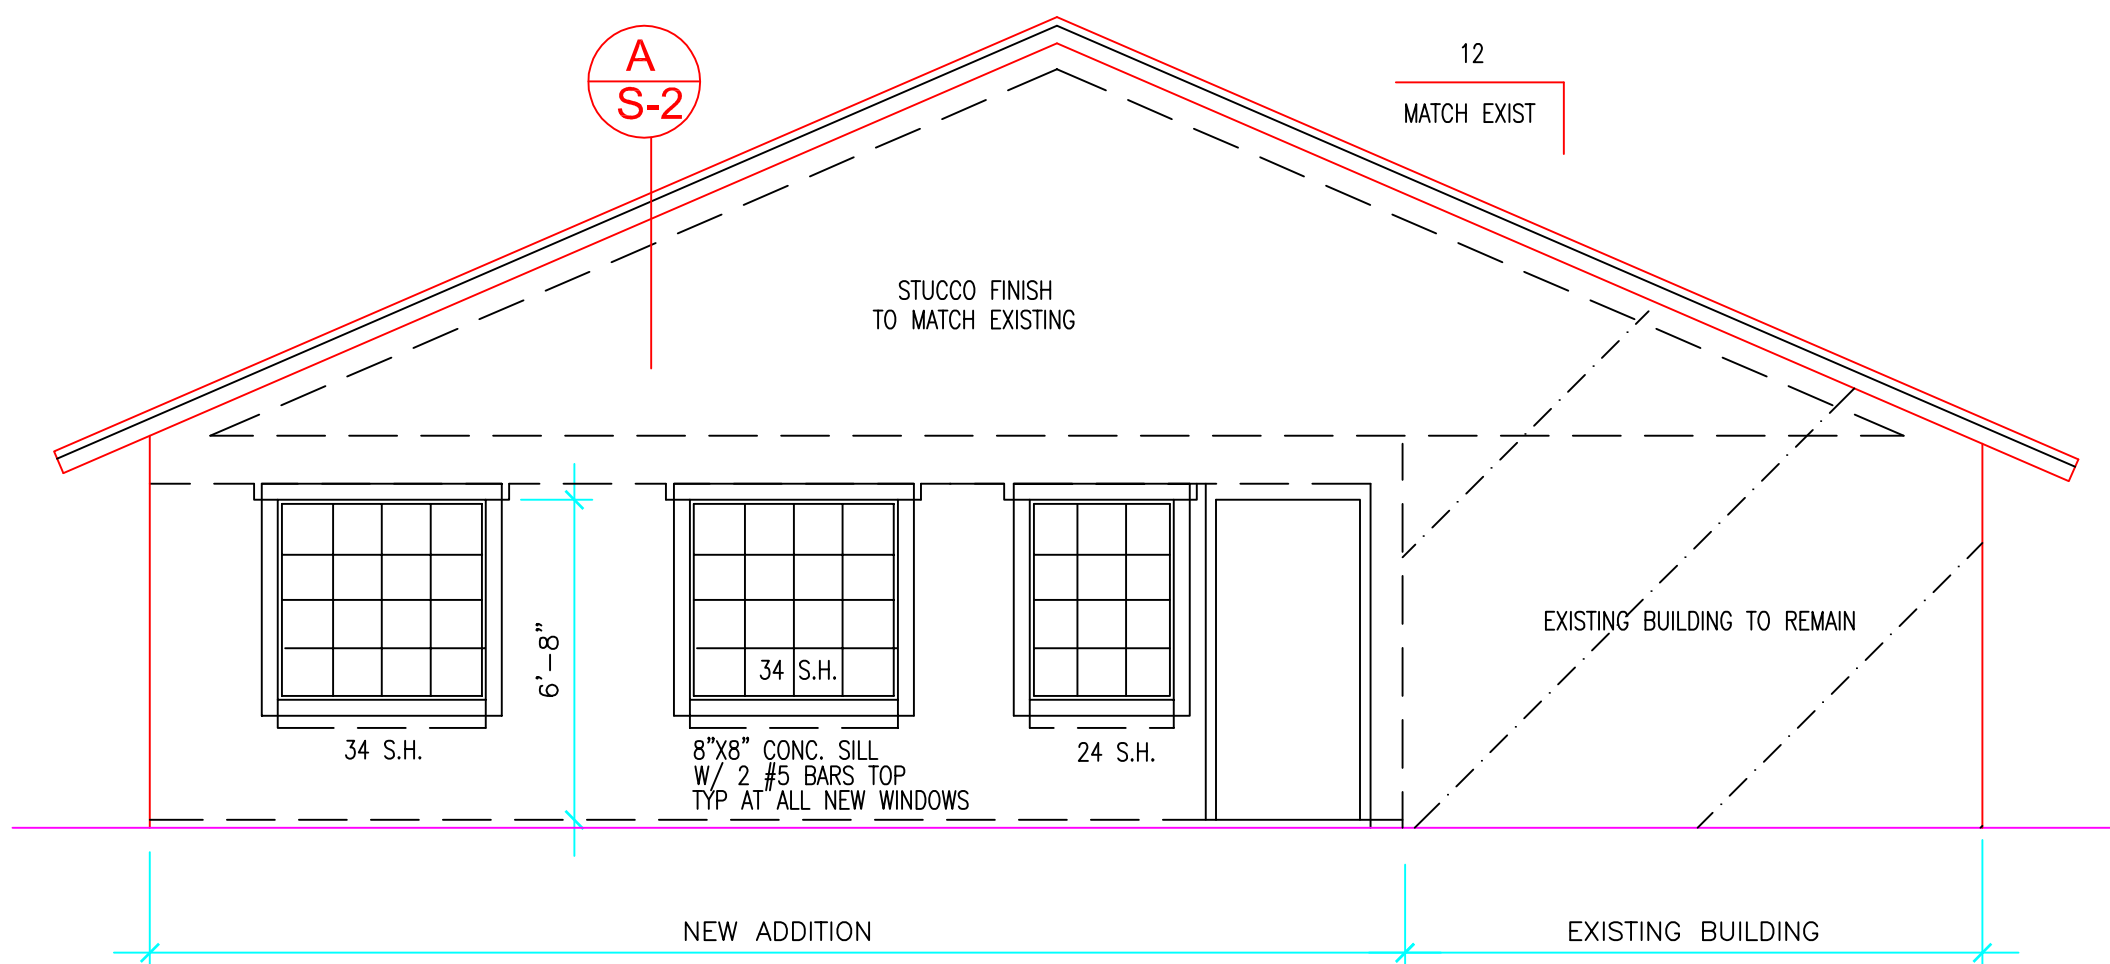 A
S-2
12
MATCH EXIST
STUCCO FINISH
TO MATCH EXISTING
EXISTING BUILDING TO REMAIN
6'-8"
34 S.H.
34 S.H.
8"X8" CONC. SILL
W/ 2 #5 BARS TOP
TYP AT ALL NEW WINDOWS
24 S.H.
NEW ADDITION
EXISTING BUILDING